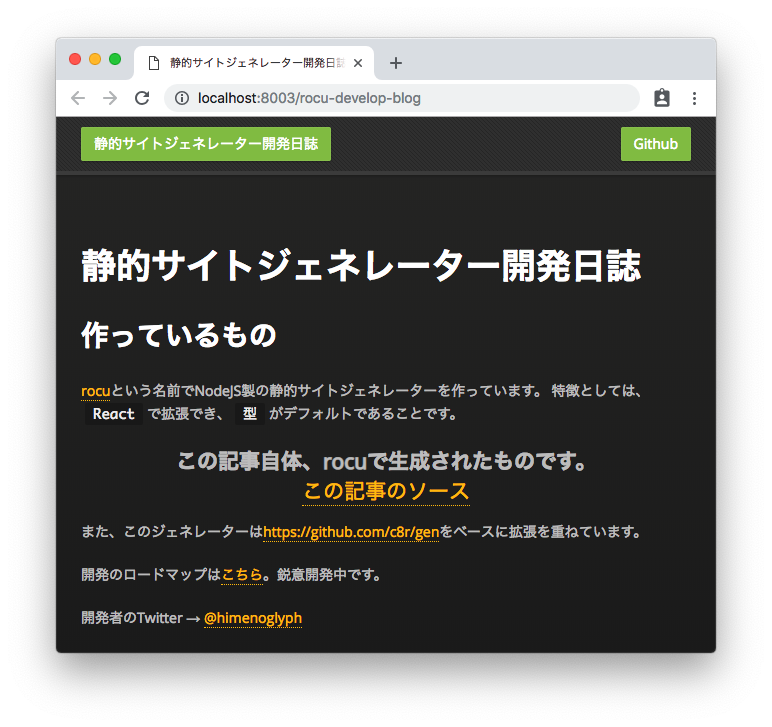 静的サイトジェネレーター開発日誌
localhost:8003/rocu-develop-blog
静的サイトジェネレーター開発日誌
Github
静的サイトジェネレーター開発日誌
作っているもの
rocuという名前でNodeJS製の静的サイトジェネレーターを作っています。 特徴としては、
React で拡張でき、 型 がデフォルトであることです。
この記事自体、rocuで生成されたものです。
この記事のソース
また、このジェネレーターはhttps://github.com/c8r/genをベースに拡張を重ねています。
開発のロードマップはこちら。鋭意開発中です。
開発者のTwitter → @himenoglyph